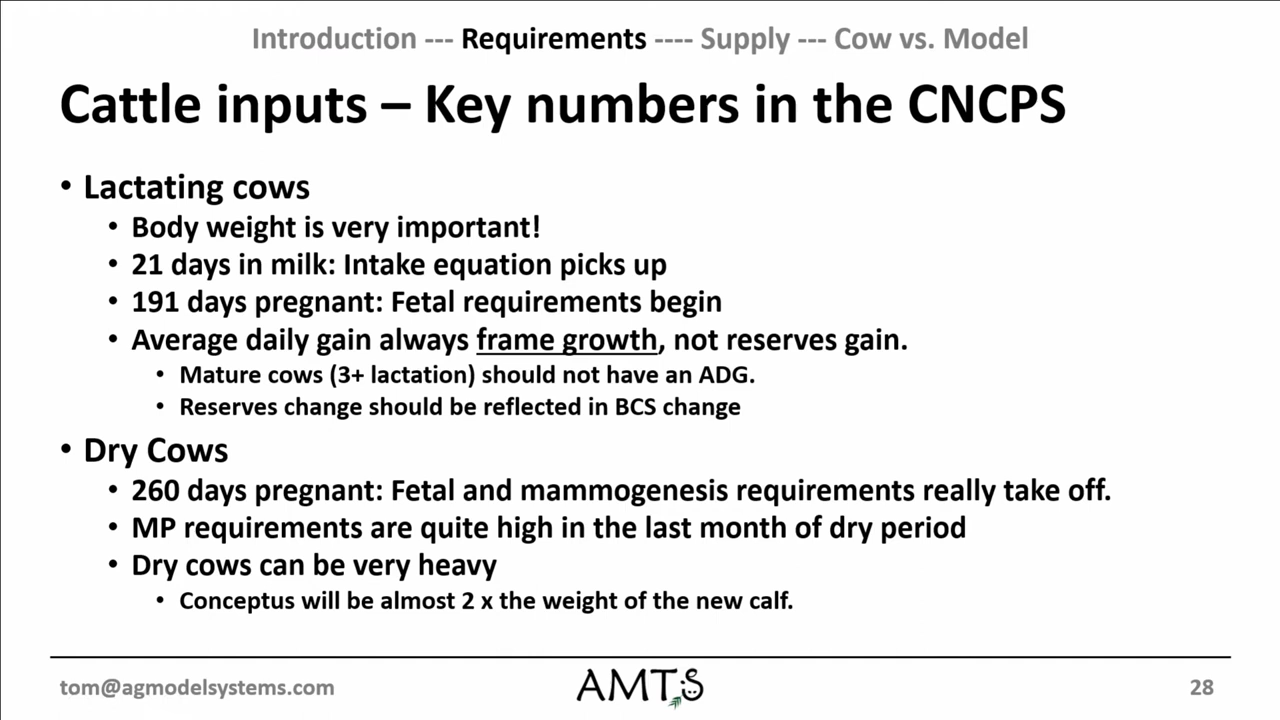 Introduction --- Requirements ---- Supply --- Cow vs. Model
Cattle inputs – Key numbers in the CNCPS
• Lactating cows
• Body weight is very important!
• 21 days in milk: Intake equation picks up
• 191 days pregnant: Fetal requirements begin
• Average daily gain always frame growth, not reserves gain.
• Mature cows (3+ lactation) should not have an ADG.
• Reserves change should be reflected in BCS change
• Dry Cows
• 260 days pregnant: Fetal and mammogenesis requirements really take off.
• MP requirements are quite high in the last month of dry period
• Dry cows can be very heavy
• Conceptus will be almost 2 x the weight of the new calf.
tom@agmodelsystems.com
AMTS
28